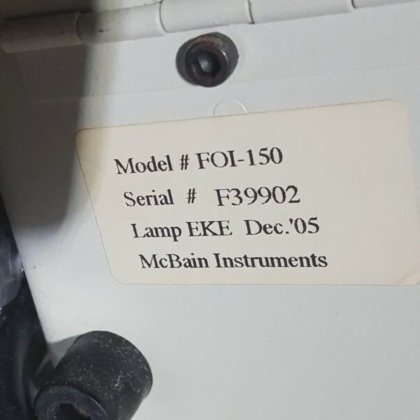 Model # FOI-150
Serial # F39902
Lamp EKE Dec.'05
McBain Instruments